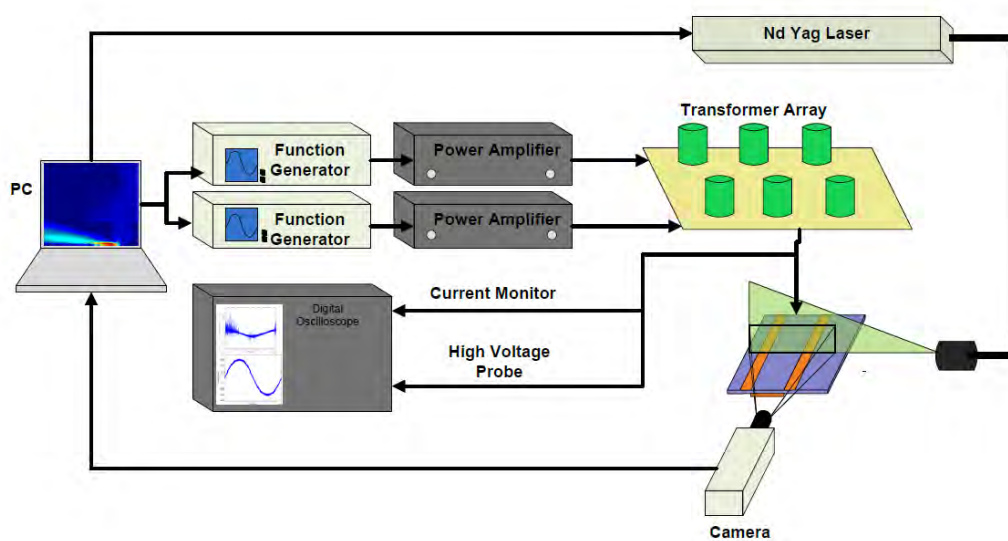 Nd Yag Laser
Transformer Array
PC
Function
Generator
Power Amplifier
Function
Generator
Power Amplifier
Current Monitor
Digital
Oscilloscope
High Voltage
Probe
Camera